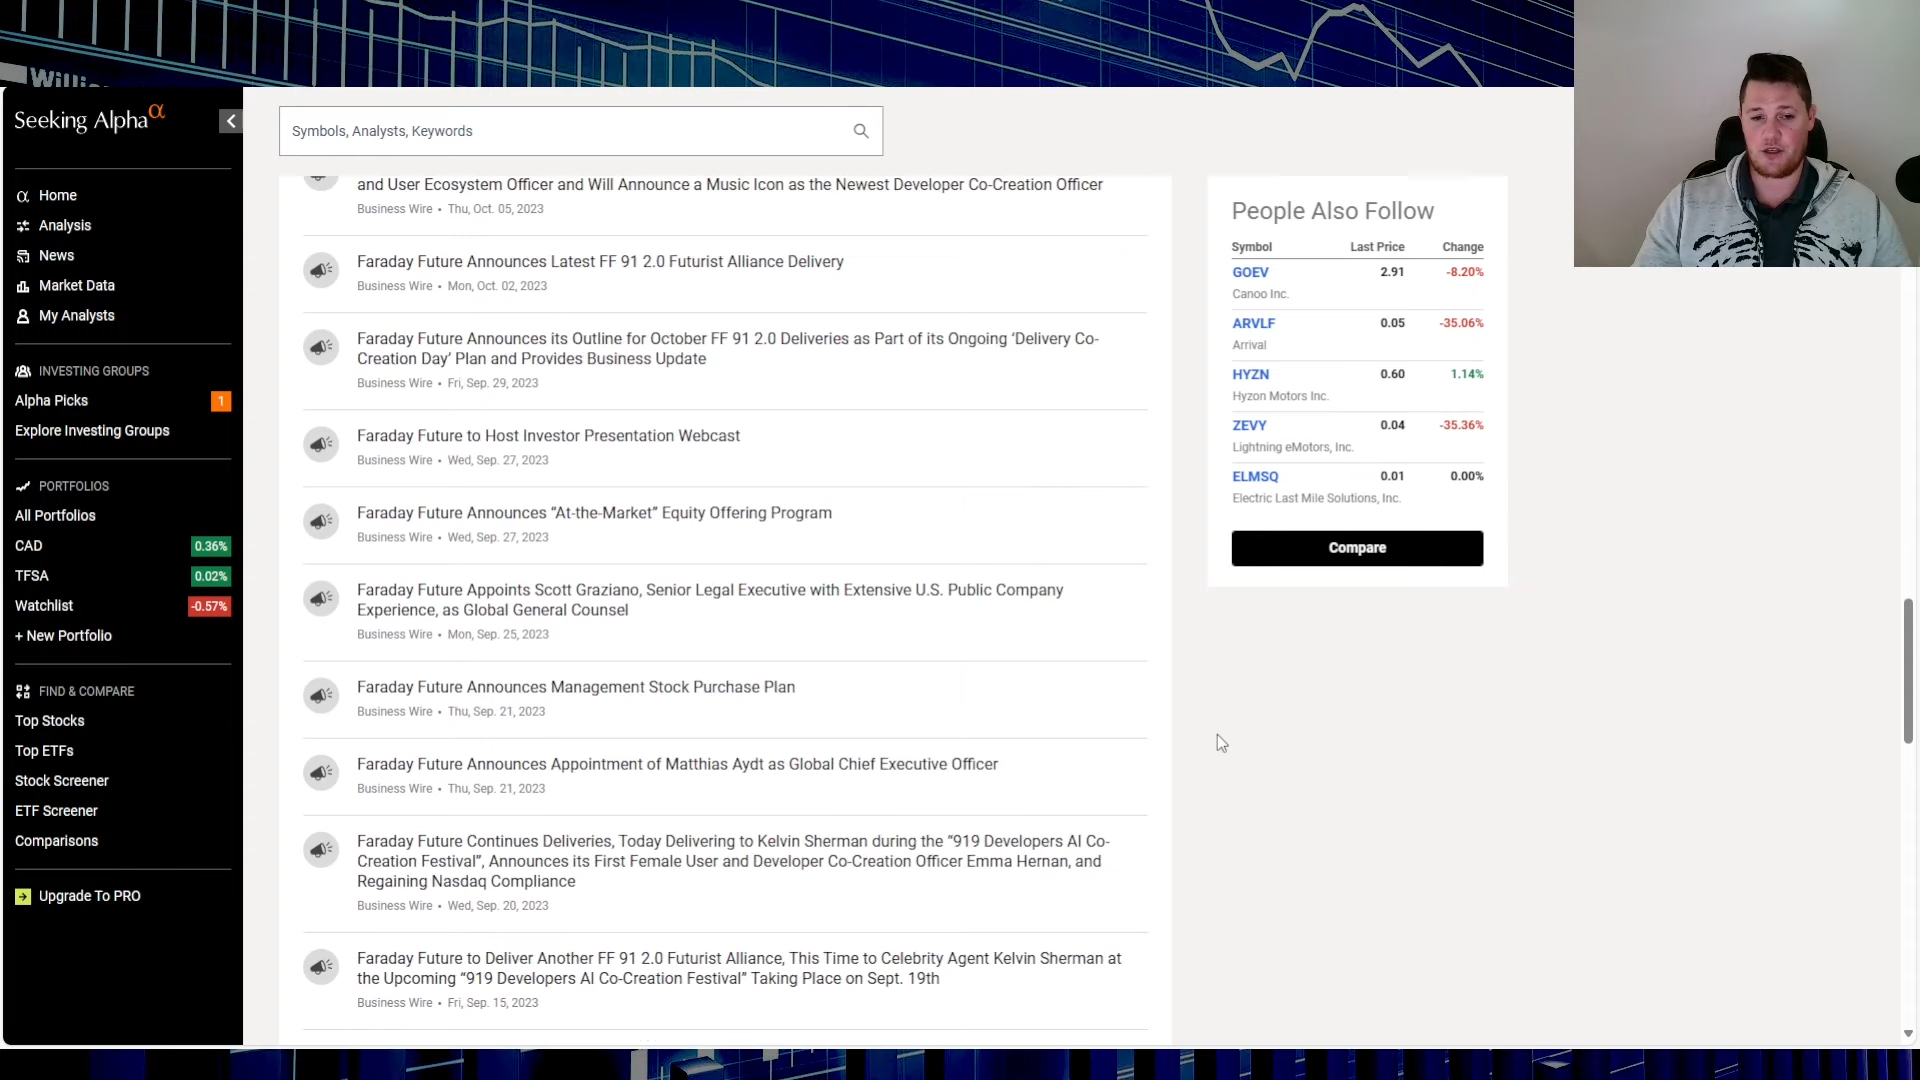 Willi
Seeking Alpha α
Symbols, Analysts, Keywords
α Home
Analysis
News
Market Data
My Analysts
INVESTING GROUPS
Alpha Picks 1
Explore Investing Groups
PORTFOLIOS
All Portfolios
CAD 0.36%
TFSA 0.02%
Watchlist -0.57%
+ New Portfolio
FIND & COMPARE
Top Stocks
Top ETFs
Stock Screener
ETF Screener
Comparisons
Upgrade To PRO
and User Ecosystem Officer and Will Announce a Music Icon as the Newest Developer Co-Creation Officer
Business Wire • Thu, Oct. 05, 2023
Faraday Future Announces Latest FF 91 2.0 Futurist Alliance Delivery
Business Wire • Mon, Oct. 02, 2023
Faraday Future Announces its Outline for October FF 91 2.0 Deliveries as Part of its Ongoing ‘Delivery Co-
Creation Day’ Plan and Provides Business Update
Business Wire • Fri, Sep. 29, 2023
Faraday Future to Host Investor Presentation Webcast
Business Wire • Wed, Sep. 27, 2023
Faraday Future Announces “At-the-Market” Equity Offering Program
Business Wire • Wed, Sep. 27, 2023
Faraday Future Appoints Scott Graziano, Senior Legal Executive with Extensive U.S. Public Company
Experience, as Global General Counsel
Business Wire • Mon, Sep. 25, 2023
Faraday Future Announces Management Stock Purchase Plan
Business Wire • Thu, Sep. 21, 2023
Faraday Future Announces Appointment of Matthias Aydt as Global Chief Executive Officer
Business Wire • Thu, Sep. 21, 2023
Faraday Future Continues Deliveries, Today Delivering to Kelvin Sherman during the “919 Developers AI Co-
Creation Festival”, Announces its First Female User and Developer Co-Creation Officer Emma Hernan, and
Regaining Nasdaq Compliance
Business Wire • Wed, Sep. 20, 2023
Faraday Future to Deliver Another FF 91 2.0 Futurist Alliance, This Time to Celebrity Agent Kelvin Sherman at
the Upcoming “919 Developers AI Co-Creation Festival” Taking Place on Sept. 19th
Business Wire • Fri, Sep. 15, 2023
People Also Follow
Symbol Last Price Change
GOEV 2.91 -8.20%
Canoo Inc.
ARVLF 0.05 -35.06%
Arrival
HYZN 0.60 1.14%
Hyzon Motors Inc.
ZEVY 0.04 -35.36%
Lightning eMotors, Inc.
ELMSQ 0.01 0.00%
Electric Last Mile Solutions, Inc.
Compare